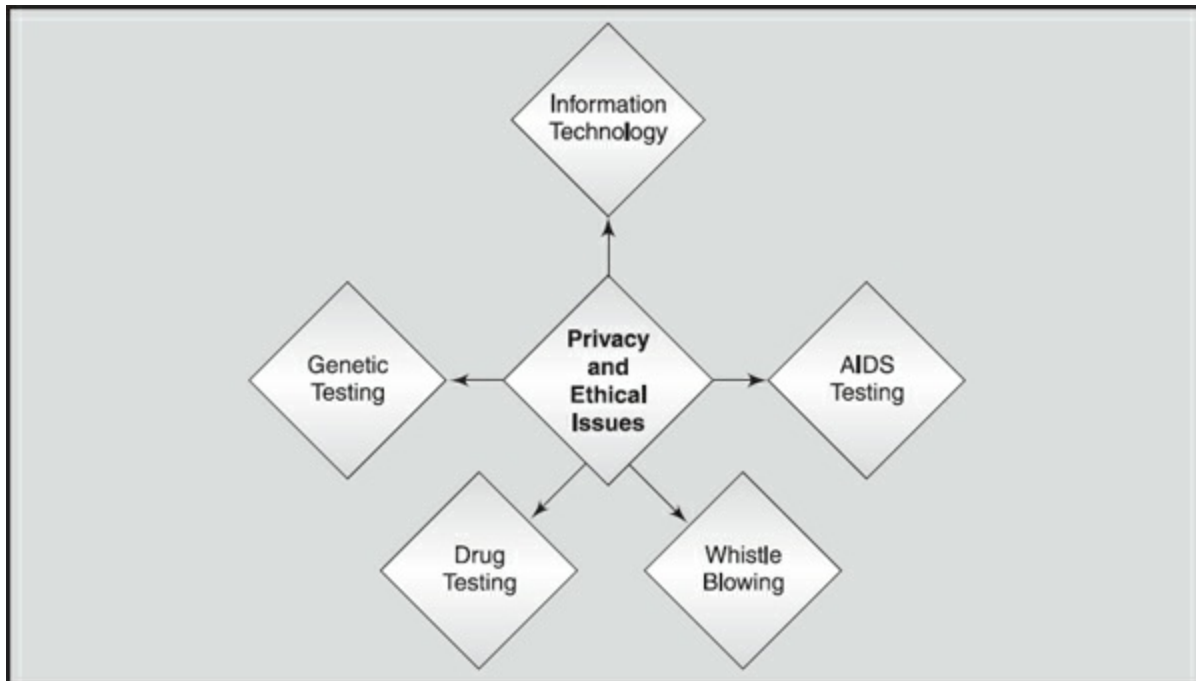 Information
Technology
Genetic
Testing
Privacy
and
Ethical
Issues
AIDS
Testing
Drug
Testing
Whistle
Blowing